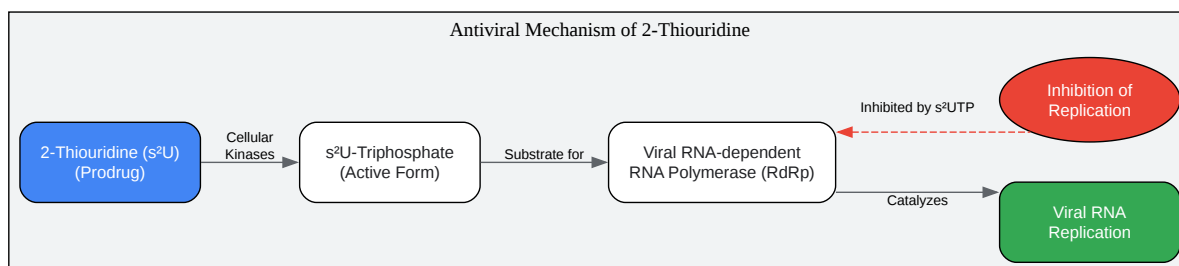 Antiviral Mechanism of 2-Thiouridine
2-Thiouridine (s²U)
(Prodrug)
Cellular
Kinases
s²U-Triphosphate
(Active Form)
Substrate for
Viral RNA-dependent
RNA Polymerase (RdRp)
Inhibited by s²UTP
Inhibition of
Replication
Catalyzes
Viral RNA
Replication